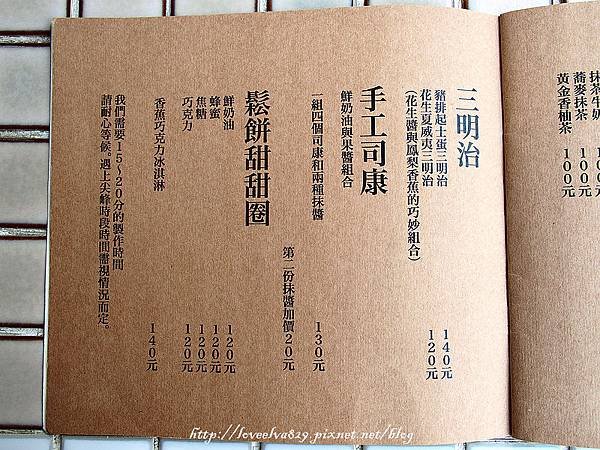 抹茶牛奶
蕎麥抹茶 100元
黃金香柚茶 100元
三明治
豬排起士蛋三明治 140元
花生夏威夷三明治 120元
(花生醬與鳳梨香蕉的巧妙組合)
手工司康
鮮奶油與果醬組合
一組四個司康和兩種抹醬 130元
第二份抹醬加價20元
鬆餅甜甜圈
鮮奶油 120元
蜂蜜 120元
焦糖 120元
巧克力 120元
香蕉巧克力冰淇淋 140元
我們需要15~20分的製作時間
請耐心等候。遇上尖峰時段時間需視情況而定。
http://loveelva829.pixnet.net/blog